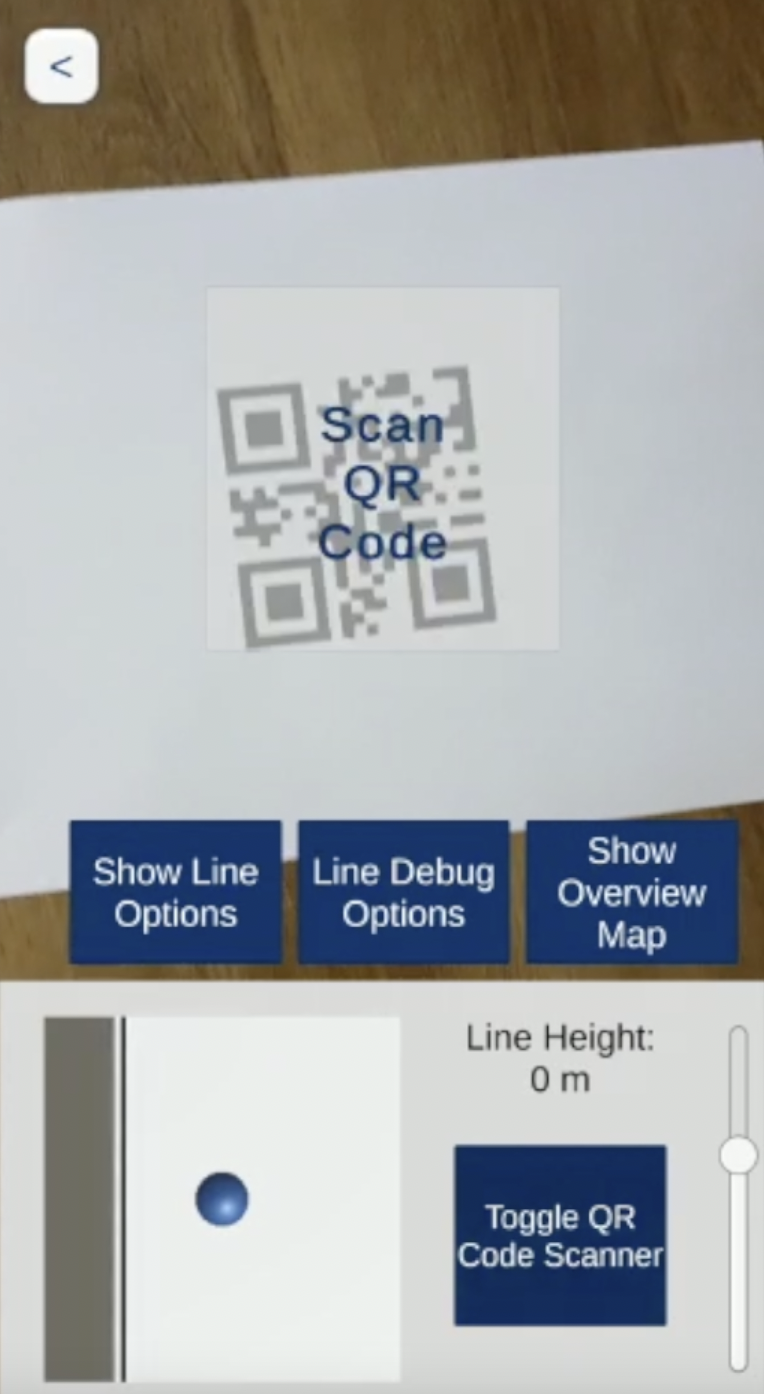 <
Scan
QR
Code
Show Line
Options
Line Debug
Options
Show
Overview
Map
Line Height:
0 m
Toggle QR
Code Scanner